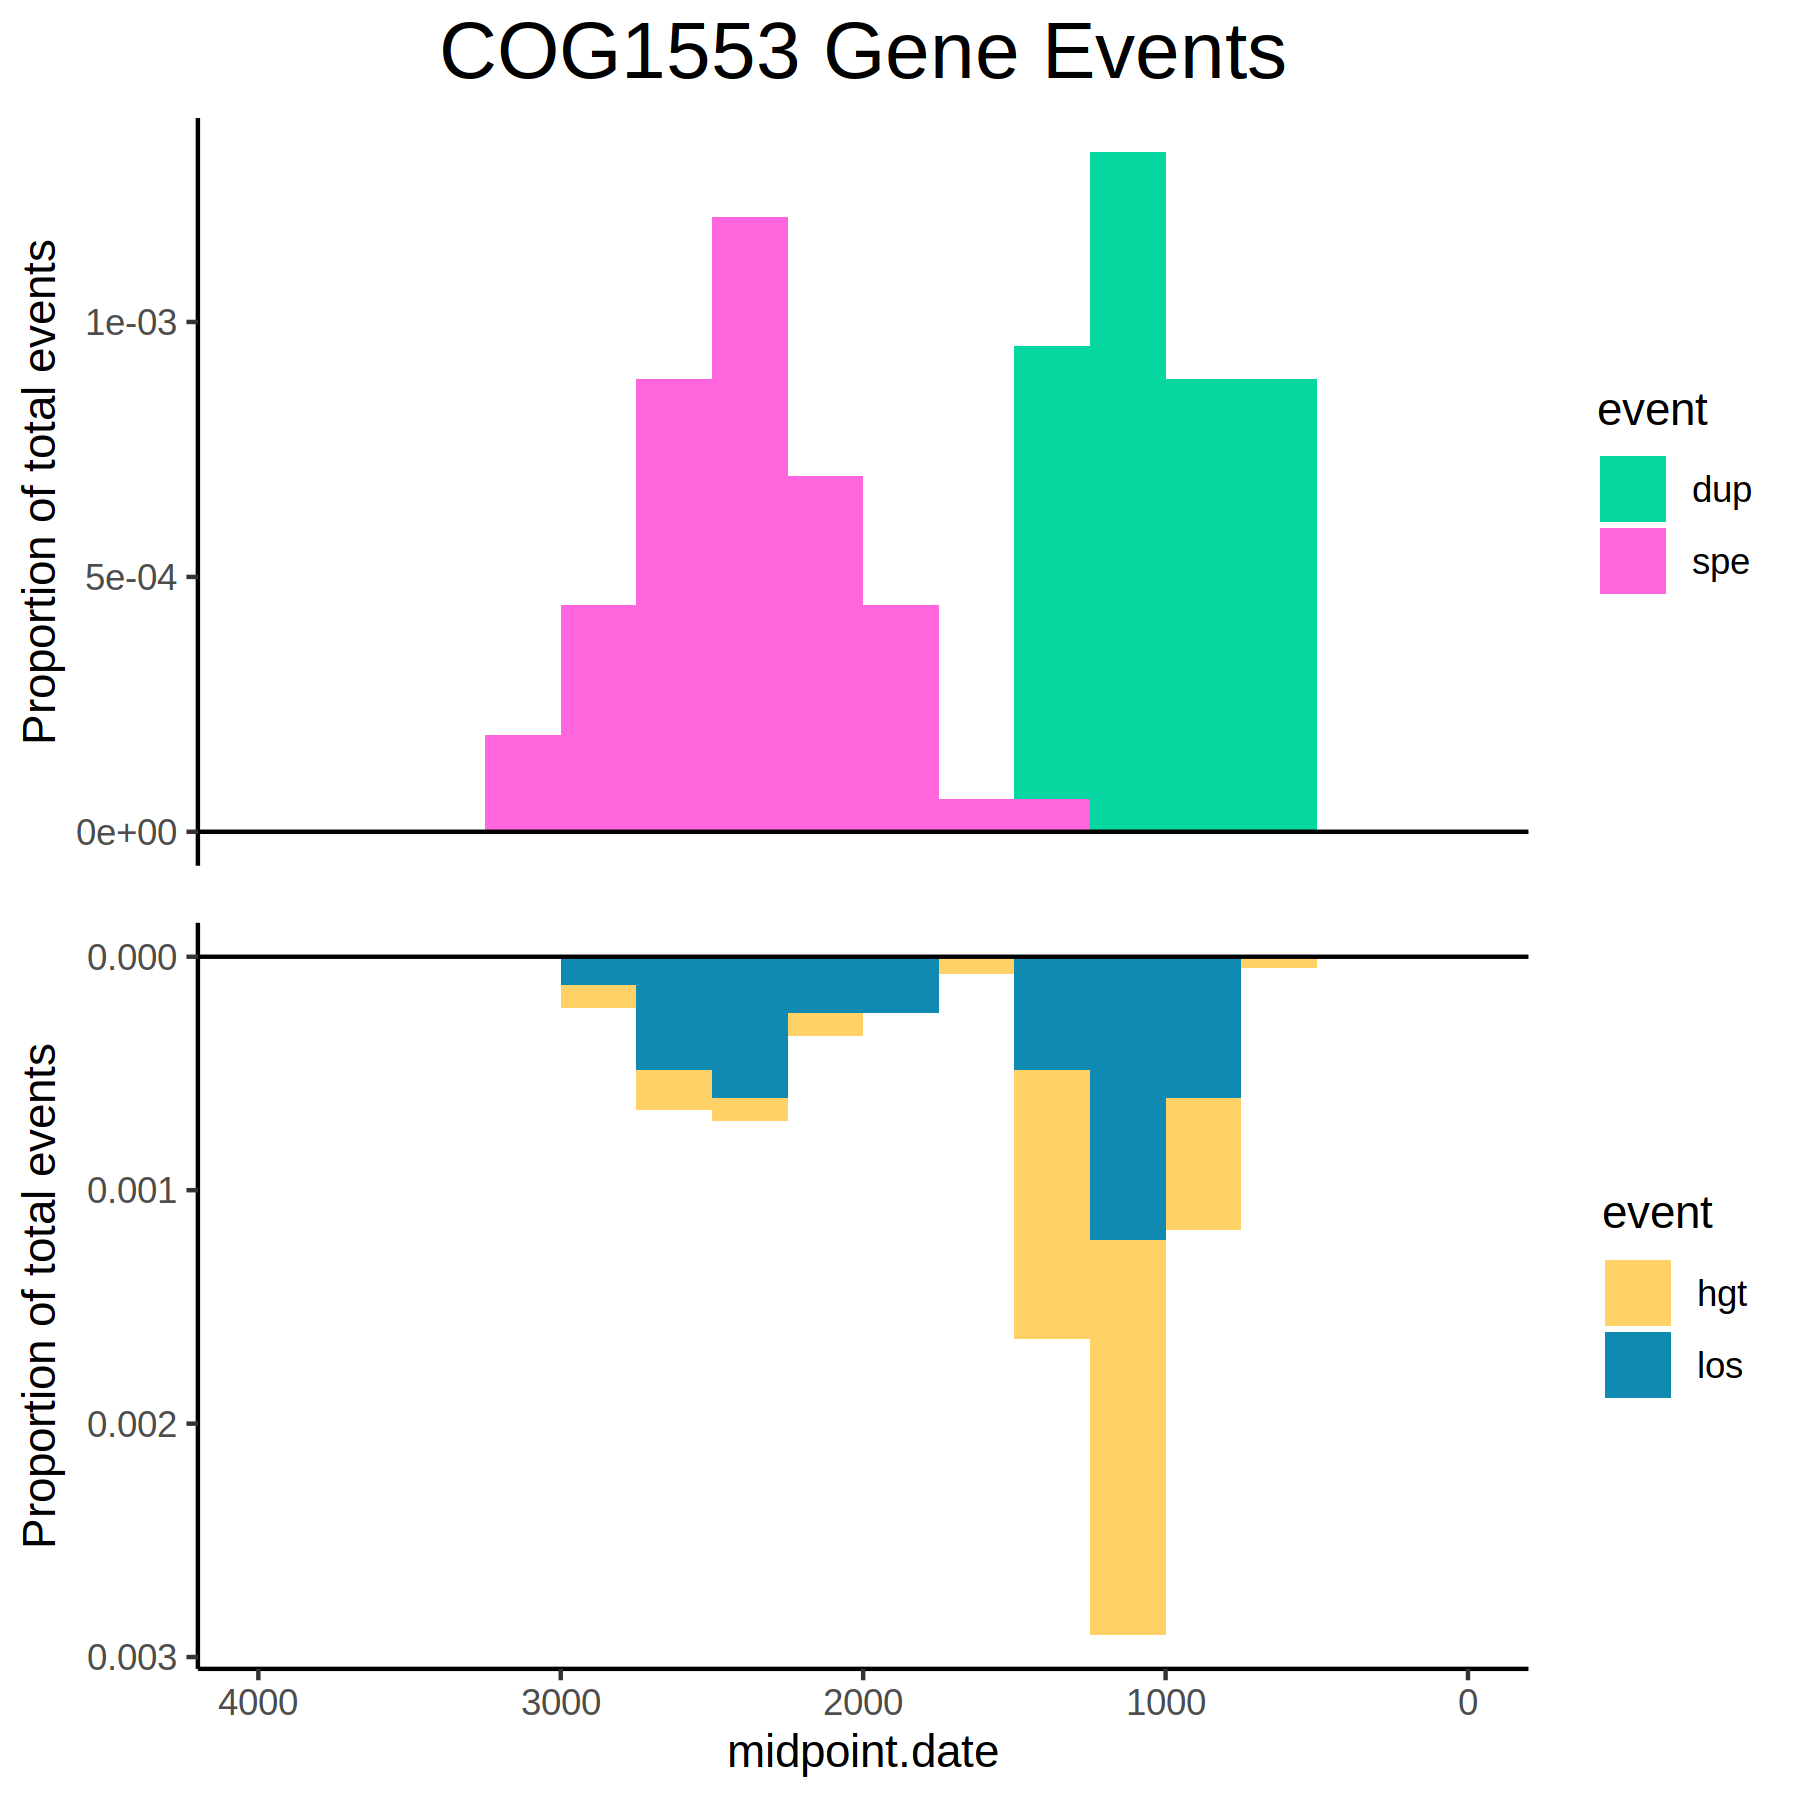 COG1553 Gene Events
Proportion of total events
1e-03
5e-04
0e+00
event
dup
spe
Proportion of total events
0.000
0.001
0.002
0.003
event
hgt
los
4000 3000 2000 1000 0
midpoint.date